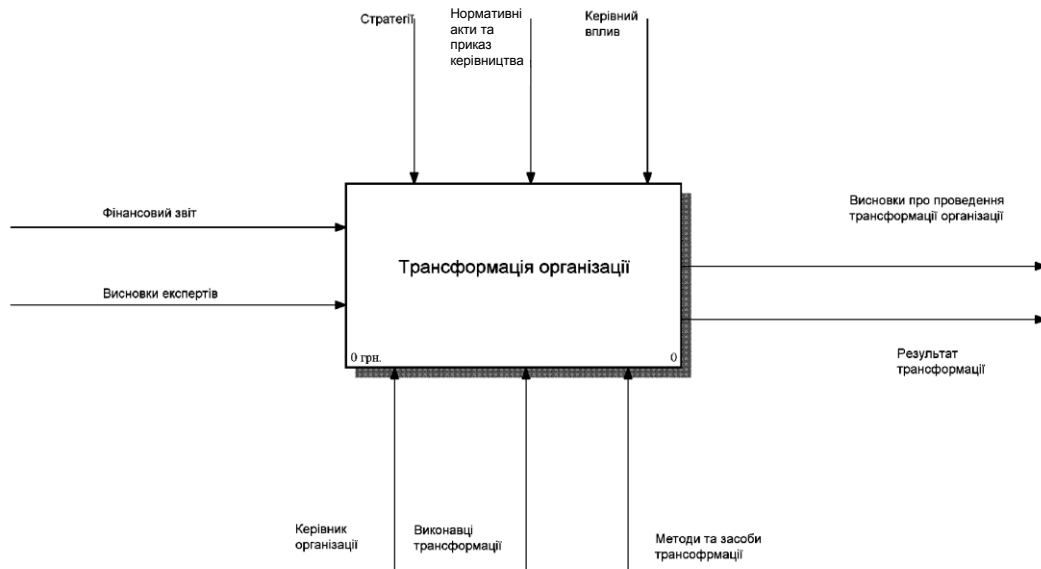 Стратегії
Нормативні
акти та
приказ
керівництва
Керівний
вплив
Фінансовий звіт
Висновки експертів
Трансформація організації
0 грн.
0
Висновки про проведення
трансформації організації
Результат
трансформації
Керівник
організації
Виконавці
трансформації
Методи та засоби
трансофрмації